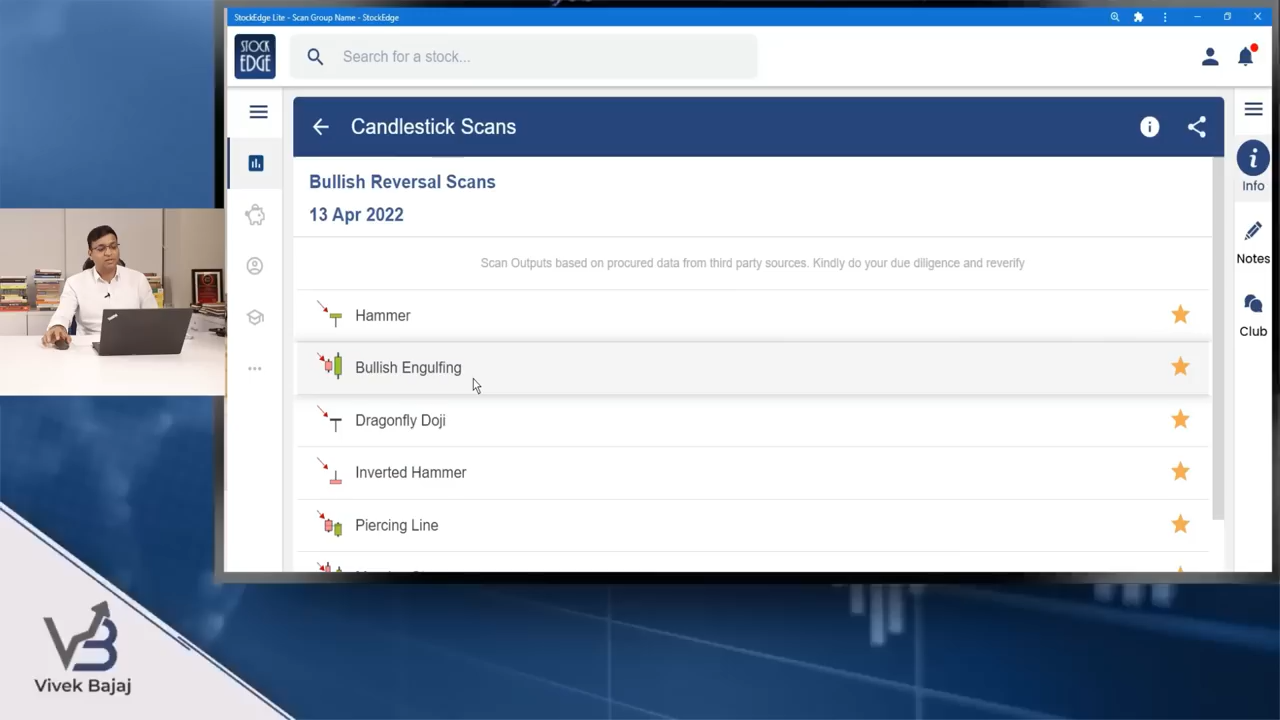 StockEdge Lite - Scan Group Name - StockEdge
STOCK
EDGE
Search for a stock...
Candlestick Scans
Bullish Reversal Scans
13 Apr 2022
Scan Outputs based on procured data from third party sources. Kindly do your due diligence and reverify
Hammer
Bullish Engulfing
Dragonfly Doji
Inverted Hammer
Piercing Line
Info
Notes
Club
VB
Vivek Bajaj